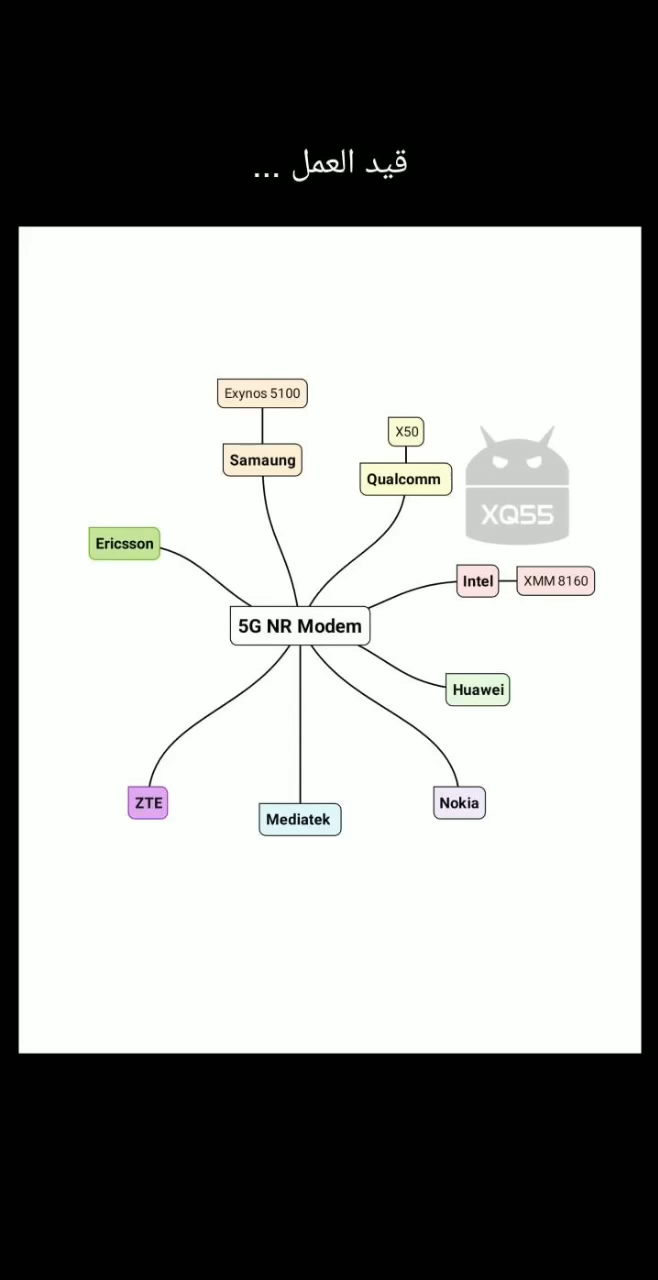 قيد العمل ...
Exynos 5100
X50
Samaung
Qualcomm
XQ55
Ericsson
Intel
XMM 8160
5G NR Modem
Huawei
ZTE
Mediatek
Nokia